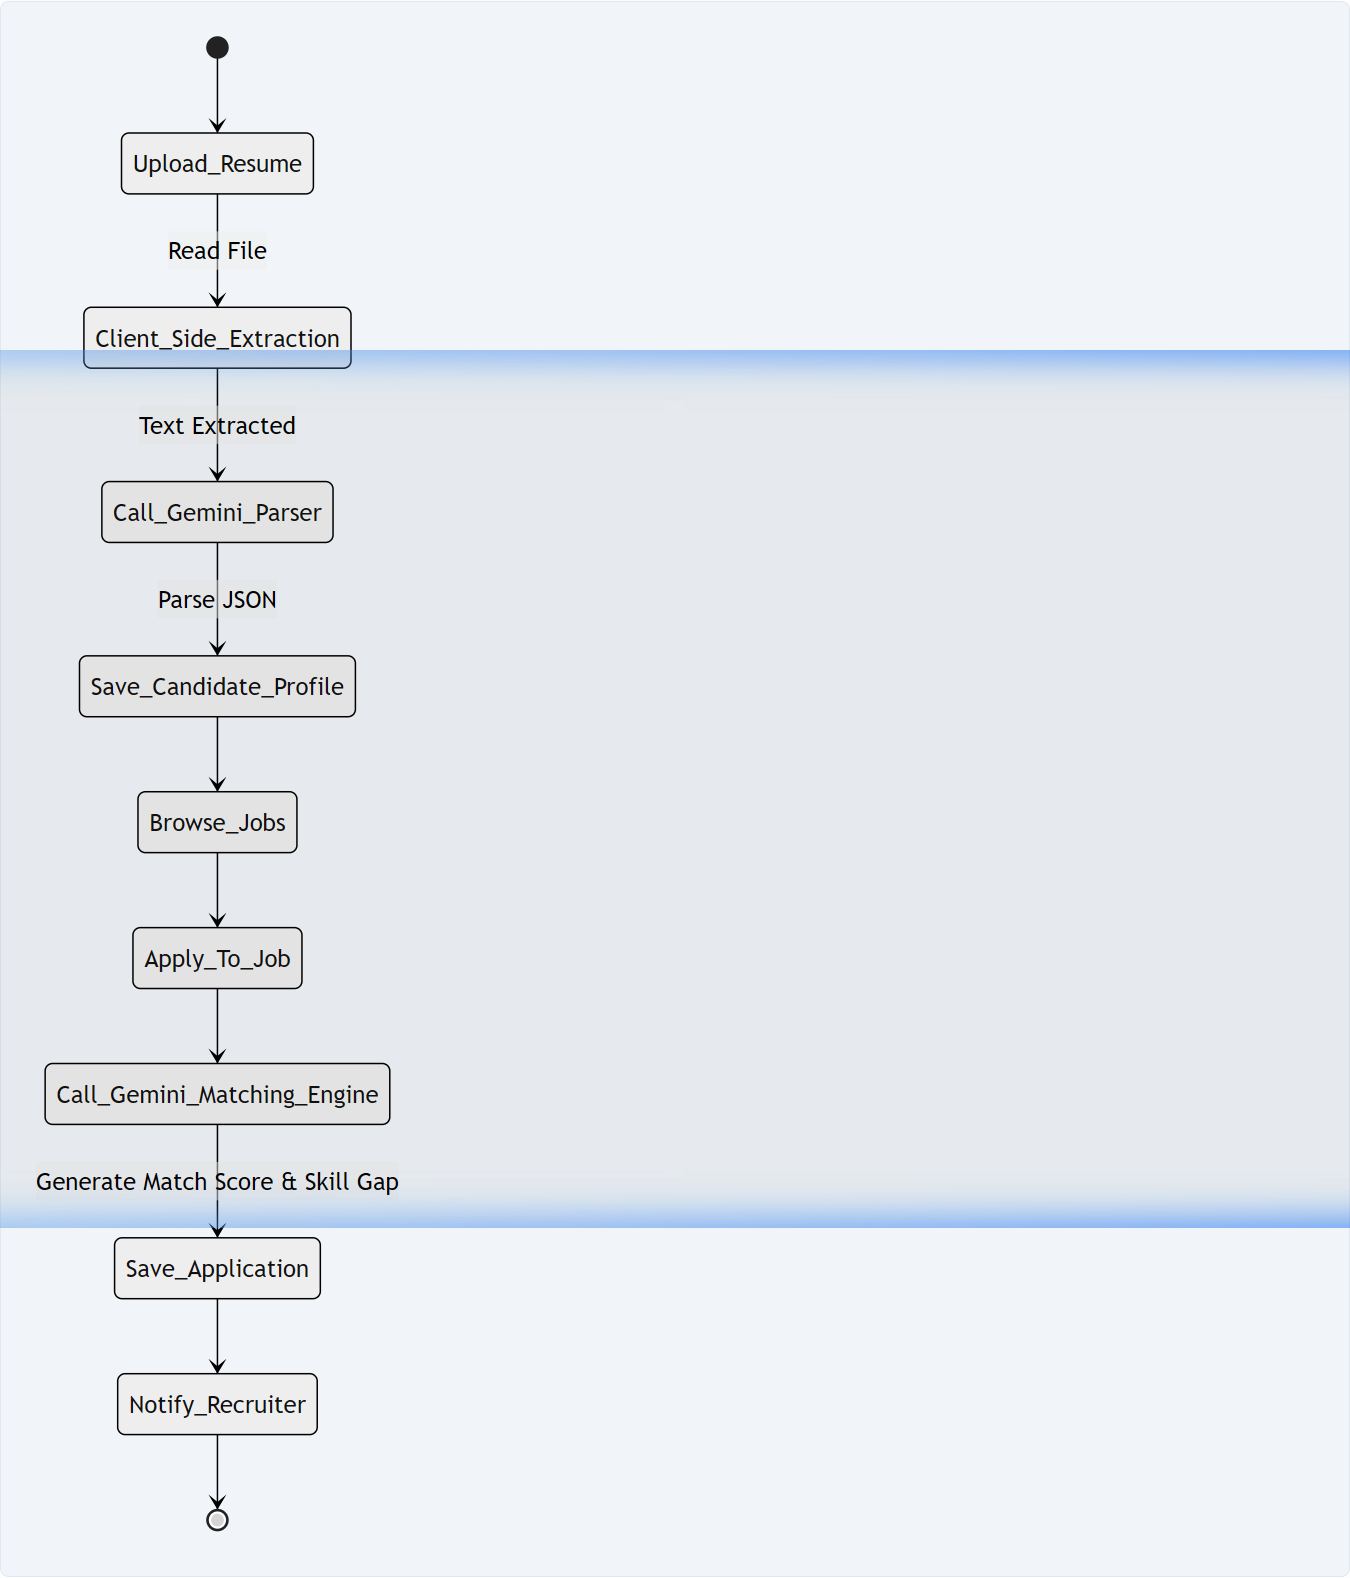 Upload_Resume
Read File
Client_Side_Extraction
Text Extracted
Call_Gemini_Parser
Parse JSON
Save_Candidate_Profile
Browse_Jobs
Apply_To_Job
Call_Gemini_Matching_Engine
Generate Match Score & Skill Gap
Save_Application
Notify_Recruiter